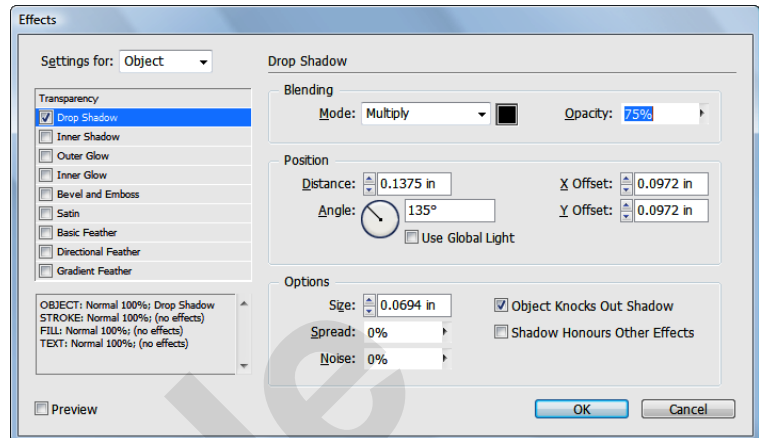 Effects
Settings for: Object
Transparency
Drop Shadow
Inner Shadow
Outer Glow
Inner Glow
Bevel and Emboss
Satin
Basic Feather
Directional Feather
Gradient Feather
OBJECT: Normal 100%; Drop Shadow
STROKE: Normal 100%; (no effects)
FILL: Normal 100%; (no effects)
TEXT: Normal 100%; (no effects)
Preview
Drop Shadow
Blending
Mode: Multiply Opacity: 75%
Position
Distance: 0.1375 in X Offset: 0.0972 in
Angle: 135° Y Offset: 0.0972 in
Use Global Light
Options
Size: 0.0694 in Object Knocks Out Shadow
Spread: 0% Shadow Honours Other Effects
Noise: 0%
OK Cancel